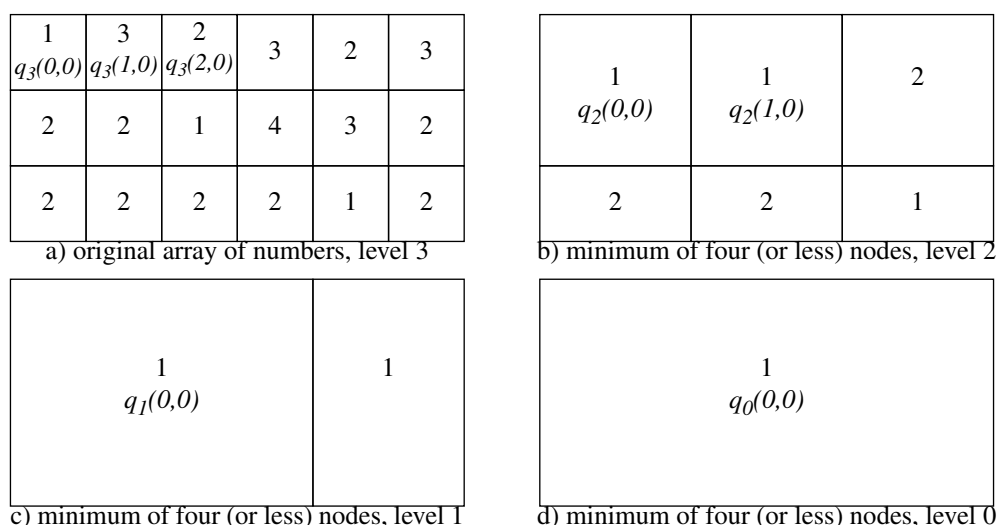 1 3 2 3 2 3
q3(0,0) q3(1,0) q3(2,0)
2 2 1 4 3 2
2 2 2 2 1 2
a) original array of numbers, level 3
1 1 2
q2(0,0) q2(1,0)
2 2 1
b) minimum of four (or less) nodes, level 2
1 1
q1(0,0)
c) minimum of four (or less) nodes, level 1
1
q0(0,0)
d) minimum of four (or less) nodes, level 0